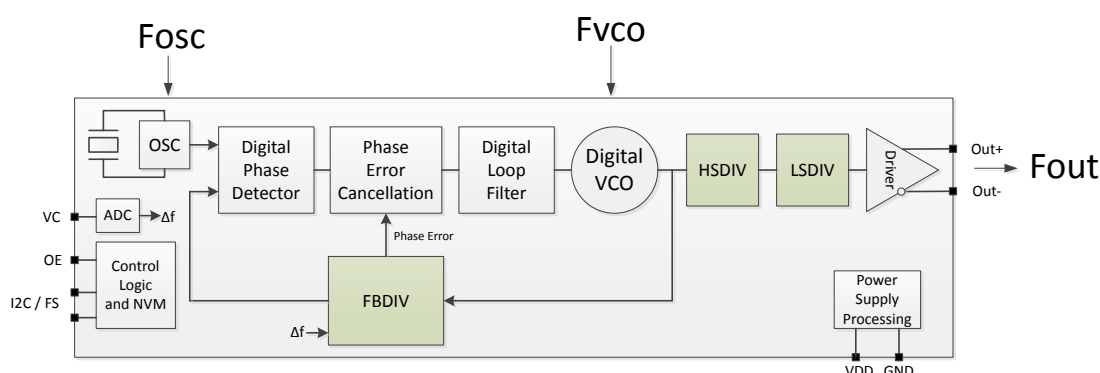 Fosc
Fvco
OSC
Digital
Phase
Detector
Phase
Error
Cancellation
Digital
Loop
Filter
Digital
VCO
HSDIV
LSDIV
Driver
Out+
Out-
Fout
VC
ADC
Δf
Phase Error
OE
I2C / FS
Control
Logic
and NVM
FBDIV
Δf
Power
Supply
Processing
VDD GND